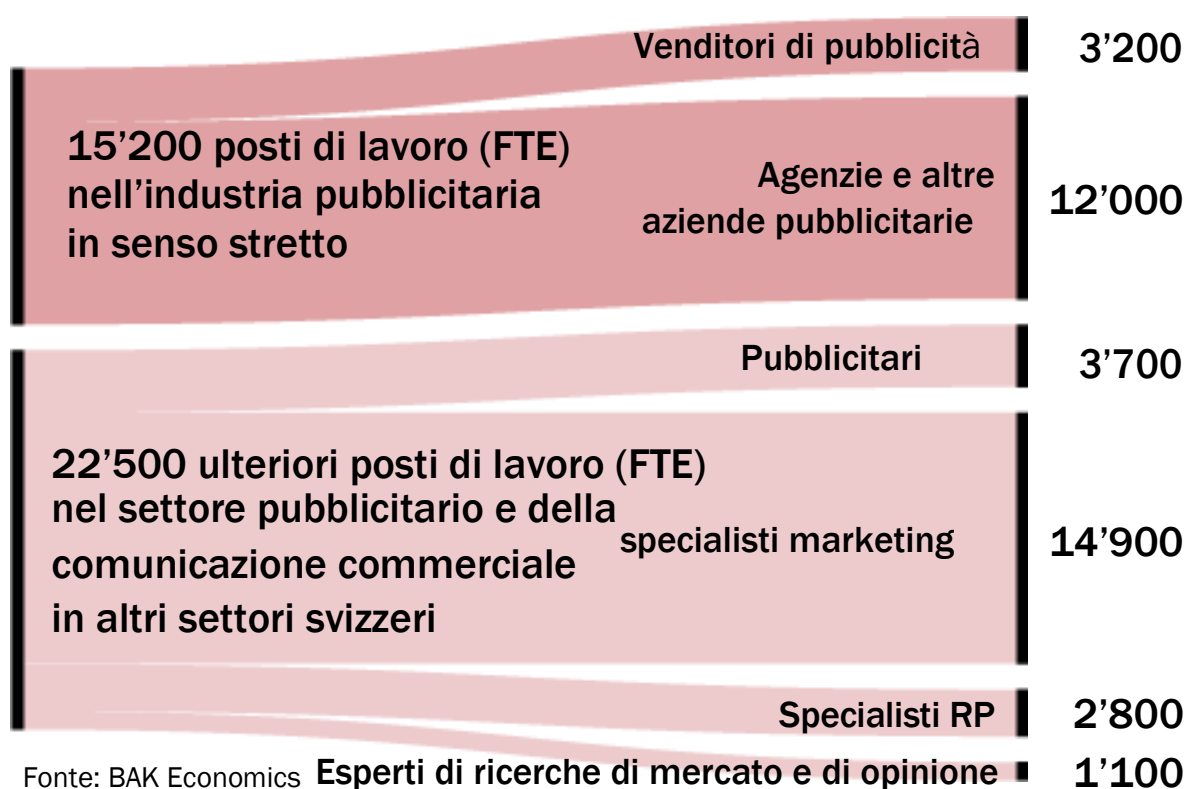 Venditori di pubblicità 3’200
15’200 posti di lavoro (FTE)
nell’industria pubblicitaria
in senso stretto
Agenzie e altre
aziende pubblicitarie
12’000
Pubblicitari 3’700
22’500 ulteriori posti di lavoro (FTE)
nel settore pubblicitario e della
comunicazione commerciale
in altri settori svizzeri
specialisti marketing 14’900
Specialisti RP 2’800
Esperti di ricerche di mercato e di opinione 1’100
Fonte: BAK Economics